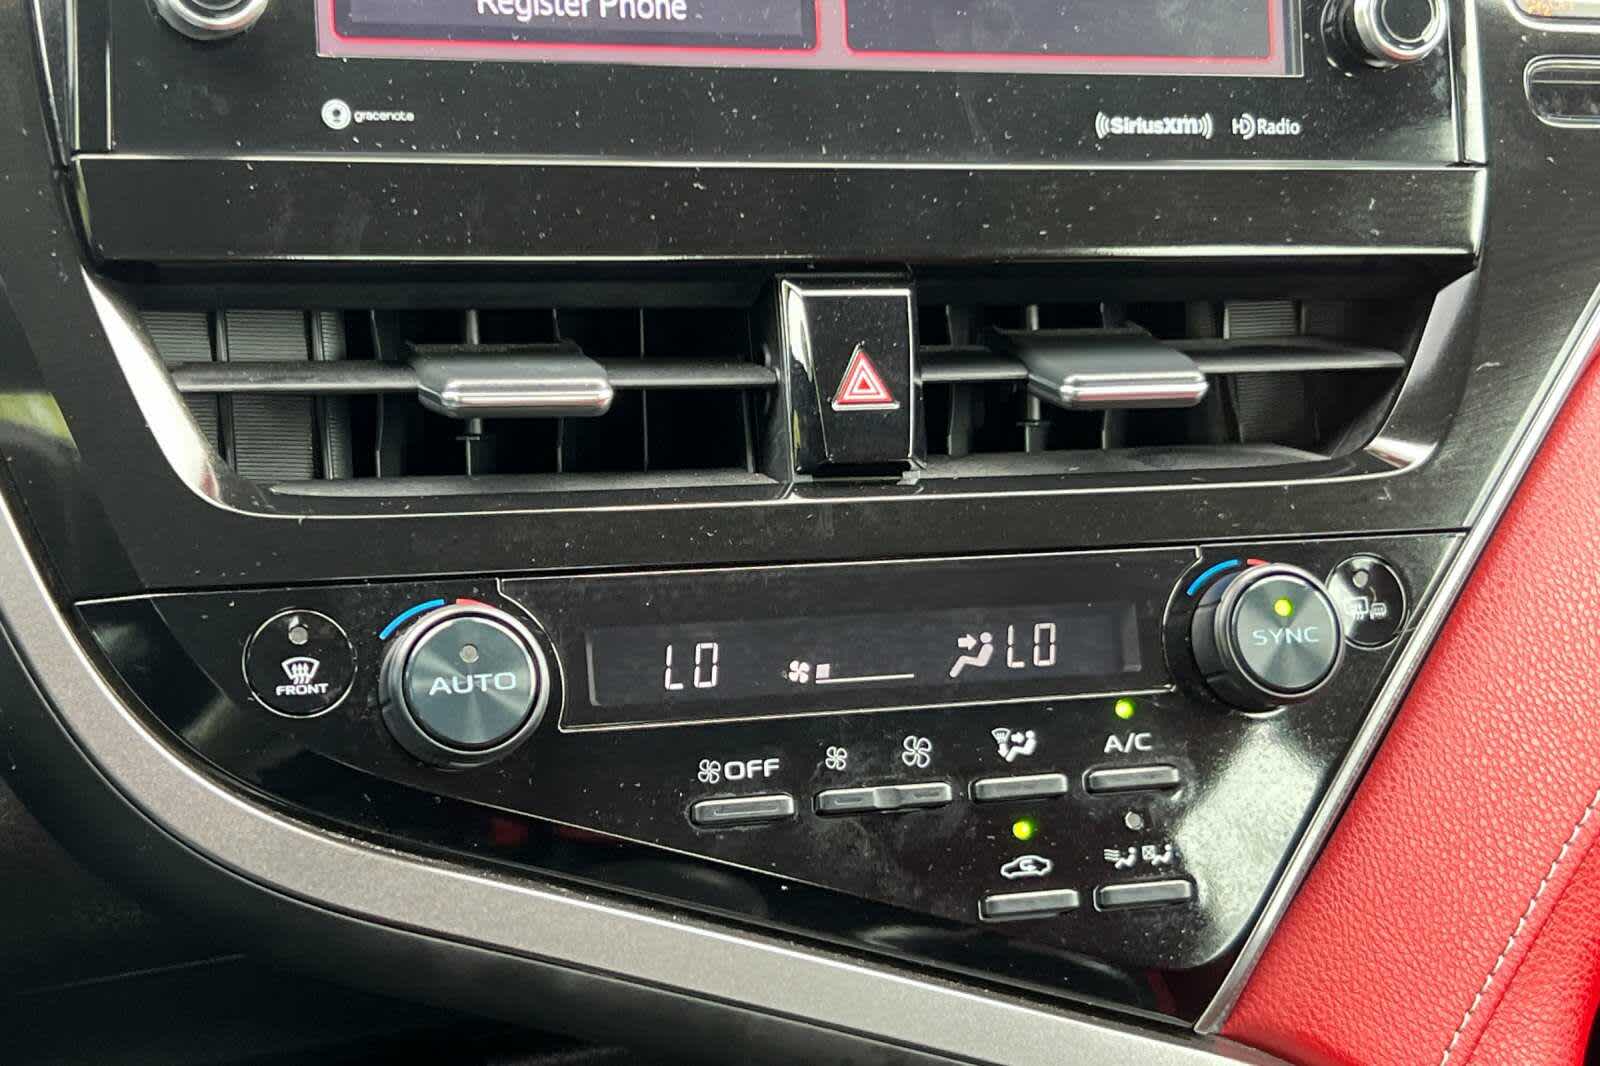 Register Phone
gracenote
((SiriusXM))
HD Radio
FRONT
AUTO
LO
LO
SYNC
OFF
A/C